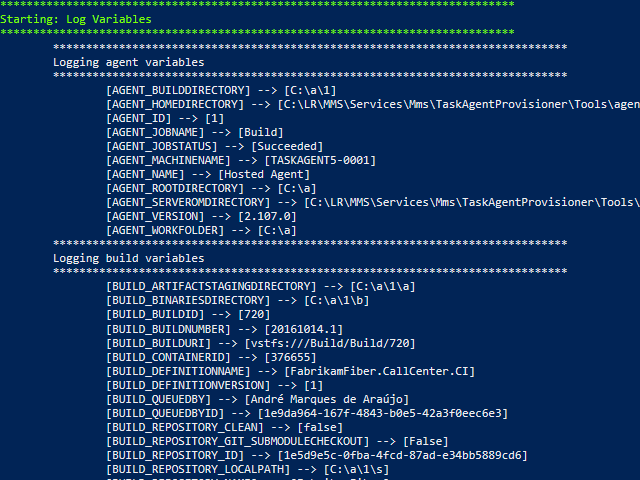 ******************************************************************************
Starting: Log Variables
******************************************************************************
******************************************************************************
Logging agent variables
******************************************************************************
[AGENT_BUILDDIRECTORY] --> [C:\a\1]
[AGENT_HOMEDIRECTORY] --> [C:\LR\MMS\Services\Mms\TaskAgentProvisioner\Tools\agen
[AGENT_ID] --> [1]
[AGENT_JOBNAME] --> [Build]
[AGENT_JOBSTATUS] --> [Succeeded]
[AGENT_MACHINENAME] --> [TASKAGENT5-0001]
[AGENT_NAME] --> [Hosted Agent]
[AGENT_ROOTDIRECTORY] --> [C:\a]
[AGENT_SERVEROMDIRECTORY] --> [C:\LR\MMS\Services\Mms\TaskAgentProvisioner\Tools\
[AGENT_VERSION] --> [2.107.0]
[AGENT_WORKFOLDER] --> [C:\a]
******************************************************************************
Logging build variables
******************************************************************************
[BUILD_ARTIFACTSTAGINGDIRECTORY] --> [C:\a\1\a]
[BUILD_BINARIESDIRECTORY] --> [C:\a\1\b]
[BUILD_BUILDID] --> [720]
[BUILD_BUILDNUMBER] --> [20161014.1]
[BUILD_BUILDURI] --> [vstfs:///Build/Build/720]
[BUILD_CONTAINERID] --> [376655]
[BUILD_DEFINITIONNAME] --> [FabrikamFiber.CallCenter.CI]
[BUILD_DEFINITIONVERSION] --> [1]
[BUILD_QUEUEDBY] --> [André Marques de Araújo]
[BUILD_QUEUEDBYID] --> [1e9da964-167f-4843-b0e5-42a3f0eec6e3]
[BUILD_REPOSITORY_CLEAN] --> [false]
[BUILD_REPOSITORY_GIT_SUBMODULECHECKOUT] --> [False]
[BUILD_REPOSITORY_ID] --> [1e5d9e5c-0fba-4fcd-87ad-e34bb5889cd6]
[BUILD_REPOSITORY_LOCALPATH] --> [C:\a\1\s]